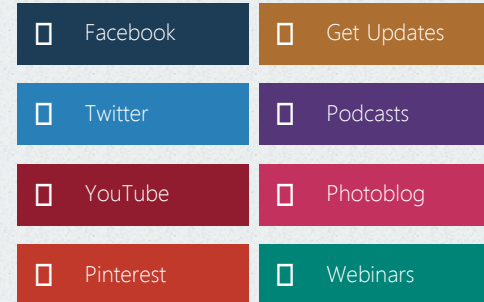 Facebook
Get Updates
Twitter
Podcasts
YouTube
Photoblog
Pinterest
Webinars